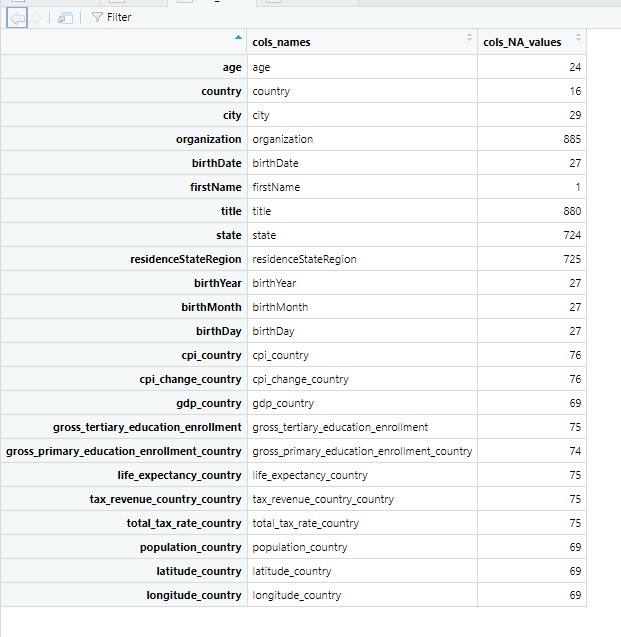 Filter
cols_names cols_NA_values
age age 24
country country 16
city city 29
organization organization 885
birthDate birthDate 27
firstName firstName 1
title title 880
state state 724
residenceStateRegion residenceStateRegion 725
birthYear birthYear 27
birthMonth birthMonth 27
birthDay birthDay 27
cpi_country cpi_country 76
cpi_change_country cpi_change_country 76
gdp_country gdp_country 69
gross_tertiary_education_enrollment gross_tertiary_education_enrollment 75
gross_primary_education_enrollment_country gross_primary_education_enrollment_country 74
life_expectancy_country life_expectancy_country 75
tax_revenue_country_country tax_revenue_country_country 75
total_tax_rate_country total_tax_rate_country 75
population_country population_country 69
latitude_country latitude_country 69
longitude_country longitude_country 69